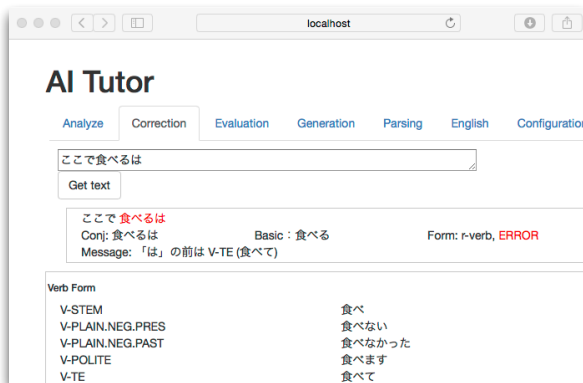 localhost
AI Tutor
Analyze Correction Evaluation Generation Parsing English Configuration
ここで食べるは
Get text
ここで 食べるは
Conj: 食べるは Basic：食べる Form: r-verb, ERROR
Message: 「は」の前は V-TE (食べて)
Verb Form
V-STEM 食べ
V-PLAIN.NEG.PRES 食べない
V-PLAIN.NEG.PAST 食べなかった
V-POLITE 食べます
V-TE 食べて